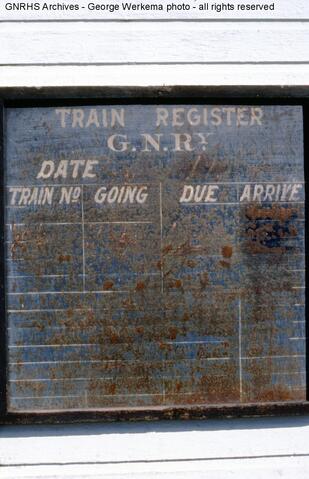 GNRHS Archives - George Werkema photo - all rights reserved
TRAIN REGISTER
G.N.RY.
DATE
TRAIN NO GOING DUE ARRIVE